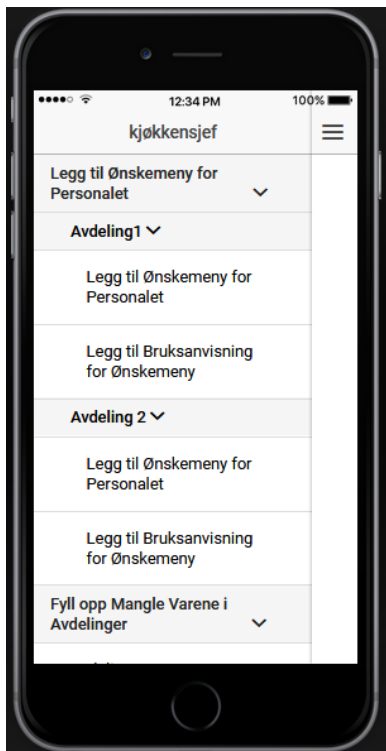 12:34 PM
100%
kjøkkensjef
Legg til Ønskemeny for
Personalet
Avdeling1
Legg til Ønskemeny for
Personalet
Legg til Bruksanvisning
for Ønskemeny
Avdeling 2
Legg til Ønskemeny for
Personalet
Legg til Bruksanvisning
for Ønskemeny
Fyll opp Mangle Varene i
Avdelinger